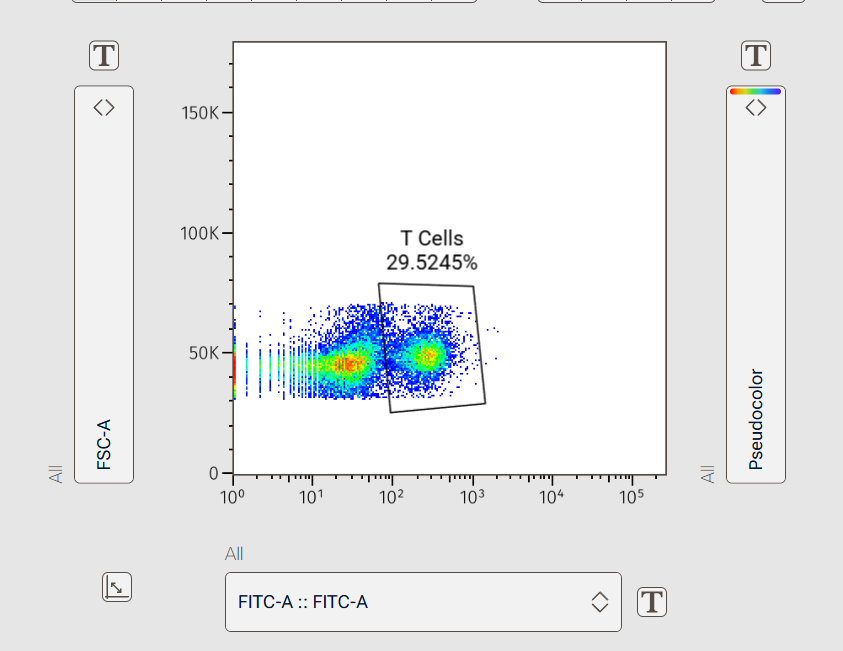 T
T
150K
100K
50K
0
T Cells
29.5245%
FSC-A
All
Pseudocolor
All
10⁰
10¹
10²
10³
10⁴
10⁵
All
FITC-A :: FITC-A
T